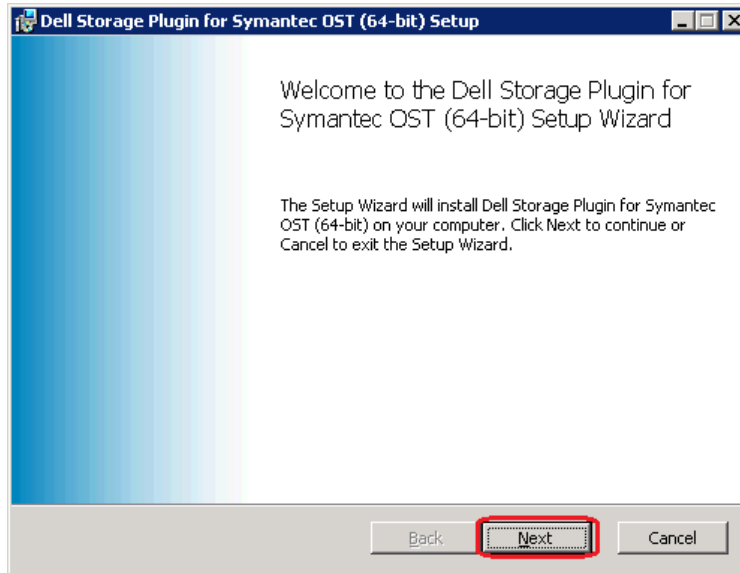 Dell Storage Plugin for Symantec OST (64-bit) Setup
Welcome to the Dell Storage Plugin for
Symantec OST (64-bit) Setup Wizard
The Setup Wizard will install Dell Storage Plugin for Symantec
OST (64-bit) on your computer. Click Next to continue or
Cancel to exit the Setup Wizard.
Back
Next
Cancel